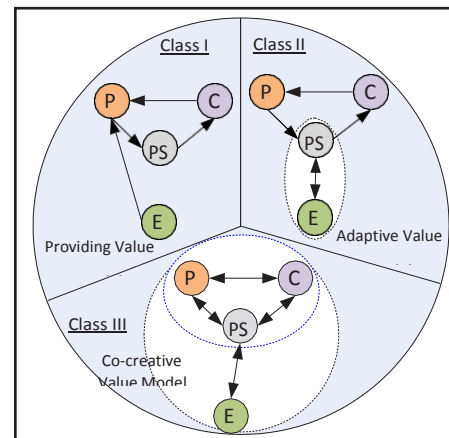 Class I
P
C
PS
E
Providing Value
Class II
P
C
PS
E
Adaptive Value
Class III
P
C
PS
E
Co-creative
Value Model